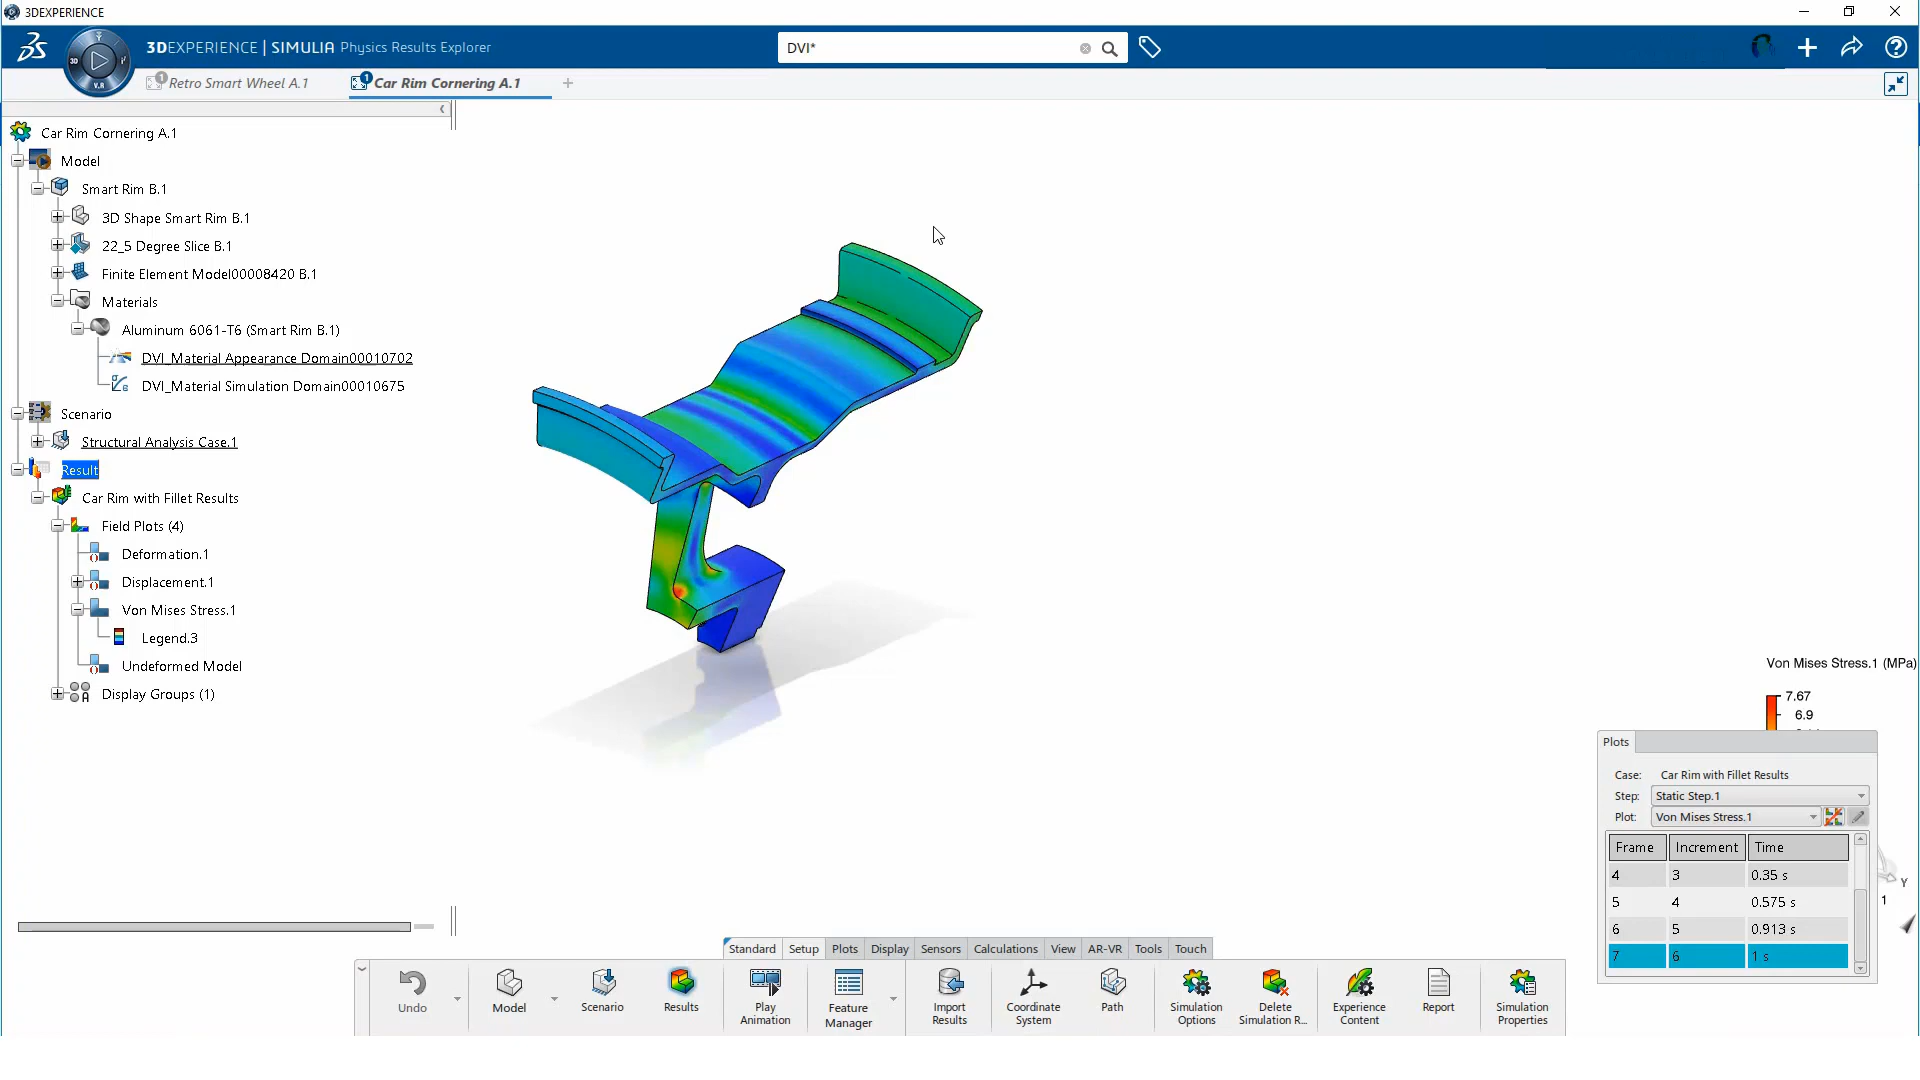 3DEXPERIENCE
3DEXPERIENCE | SIMULIA Physics Results Explorer
DVI*
3D
V.R
1 Retro Smart Wheel A.1
1 Car Rim Cornering A.1
Car Rim Cornering A.1
Model
Smart Rim B.1
3D Shape Smart Rim B.1
22_5 Degree Slice B.1
Finite Element Model00008420 B.1
Materials
Aluminum 6061-T6 (Smart Rim B.1)
DVI_Material Appearance Domain00010702
DVI_Material Simulation Domain00010675
Scenario
Structural Analysis Case.1
Result
Car Rim with Fillet Results
Field Plots (4)
Deformation.1
Displacement.1
Von Mises Stress.1
Legend.3
Undeformed Model
Display Groups (1)
Von Mises Stress.1 (MPa)
7.67
6.9
Plots
Case: Car Rim with Fillet Results
Step: Static Step.1
Plot: Von Mises Stress.1
Frame Increment Time
4 3 0.35 s
5 4 0.575 s
6 5 0.913 s
7 6 1 s
Y
1
Standard Setup Plots Display Sensors Calculations View AR-VR Tools Touch
Undo
Model
Scenario
Results
Play
Animation
Feature
Manager
Import
Results
Coordinate
System
Path
Simulation
Options
Delete
Simulation R...
Experience
Content
Report
Simulation
Properties